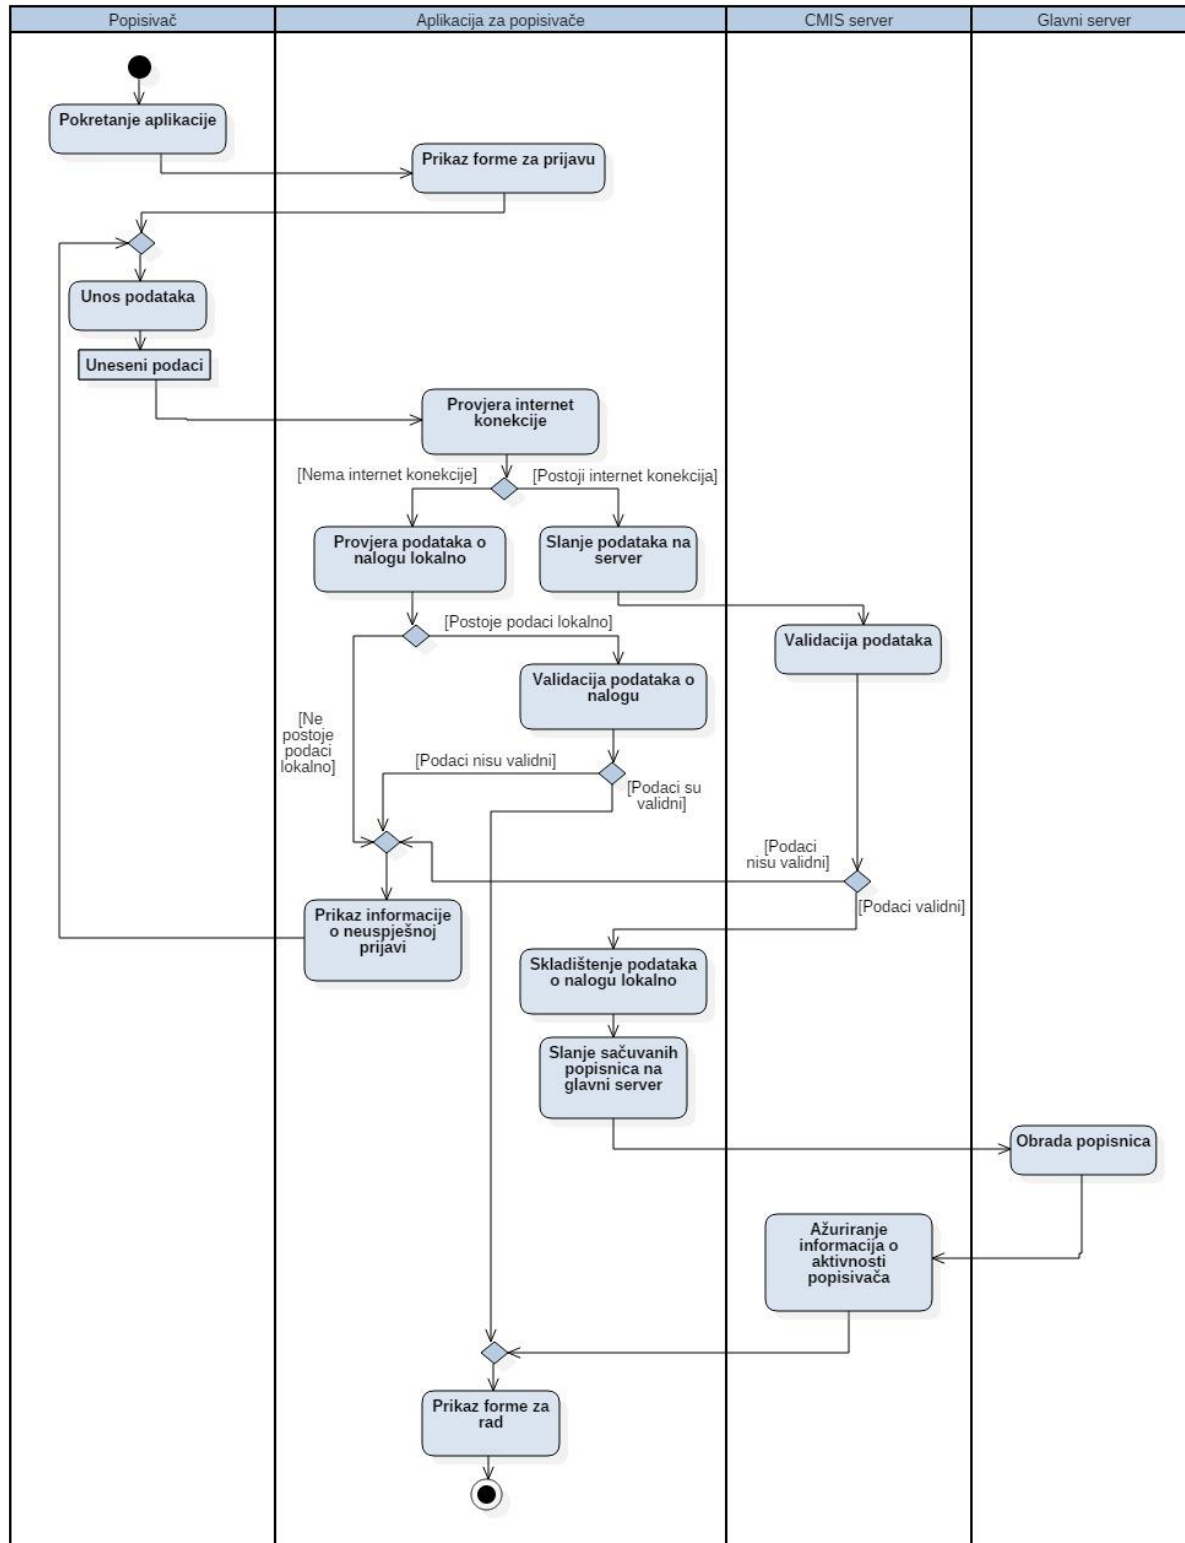 Popisivač
Aplikacija za popisivače
CMIS server
Glavni server
Pokretanje aplikacije
Prikaz forme za prijavu
Unos podataka
Uneseni podaci
Provjera internet
konekcije
[Nema internet konekcije]
[Postoji internet konekcija]
Provjera podataka o
nalogu lokalno
Slanje podataka na
server
[Postoje podaci lokalno]
Validacija podataka
Validacija podataka o
nalogu
[Ne
postoje
podaci
lokalno]
[Podaci nisu validni]
[Podaci su
validni]
[Podaci
nisu validni]
[Podaci validni]
Prikaz informacije
o neuspješnoj
prijavi
Skladištenje podataka
o nalogu lokalno
Slanje sačuvanih
popisnica na
glavni server
Obrada popisnica
Ažuriranje
informacija o
aktivnosti
popisivača
Prikaz forme za
rad